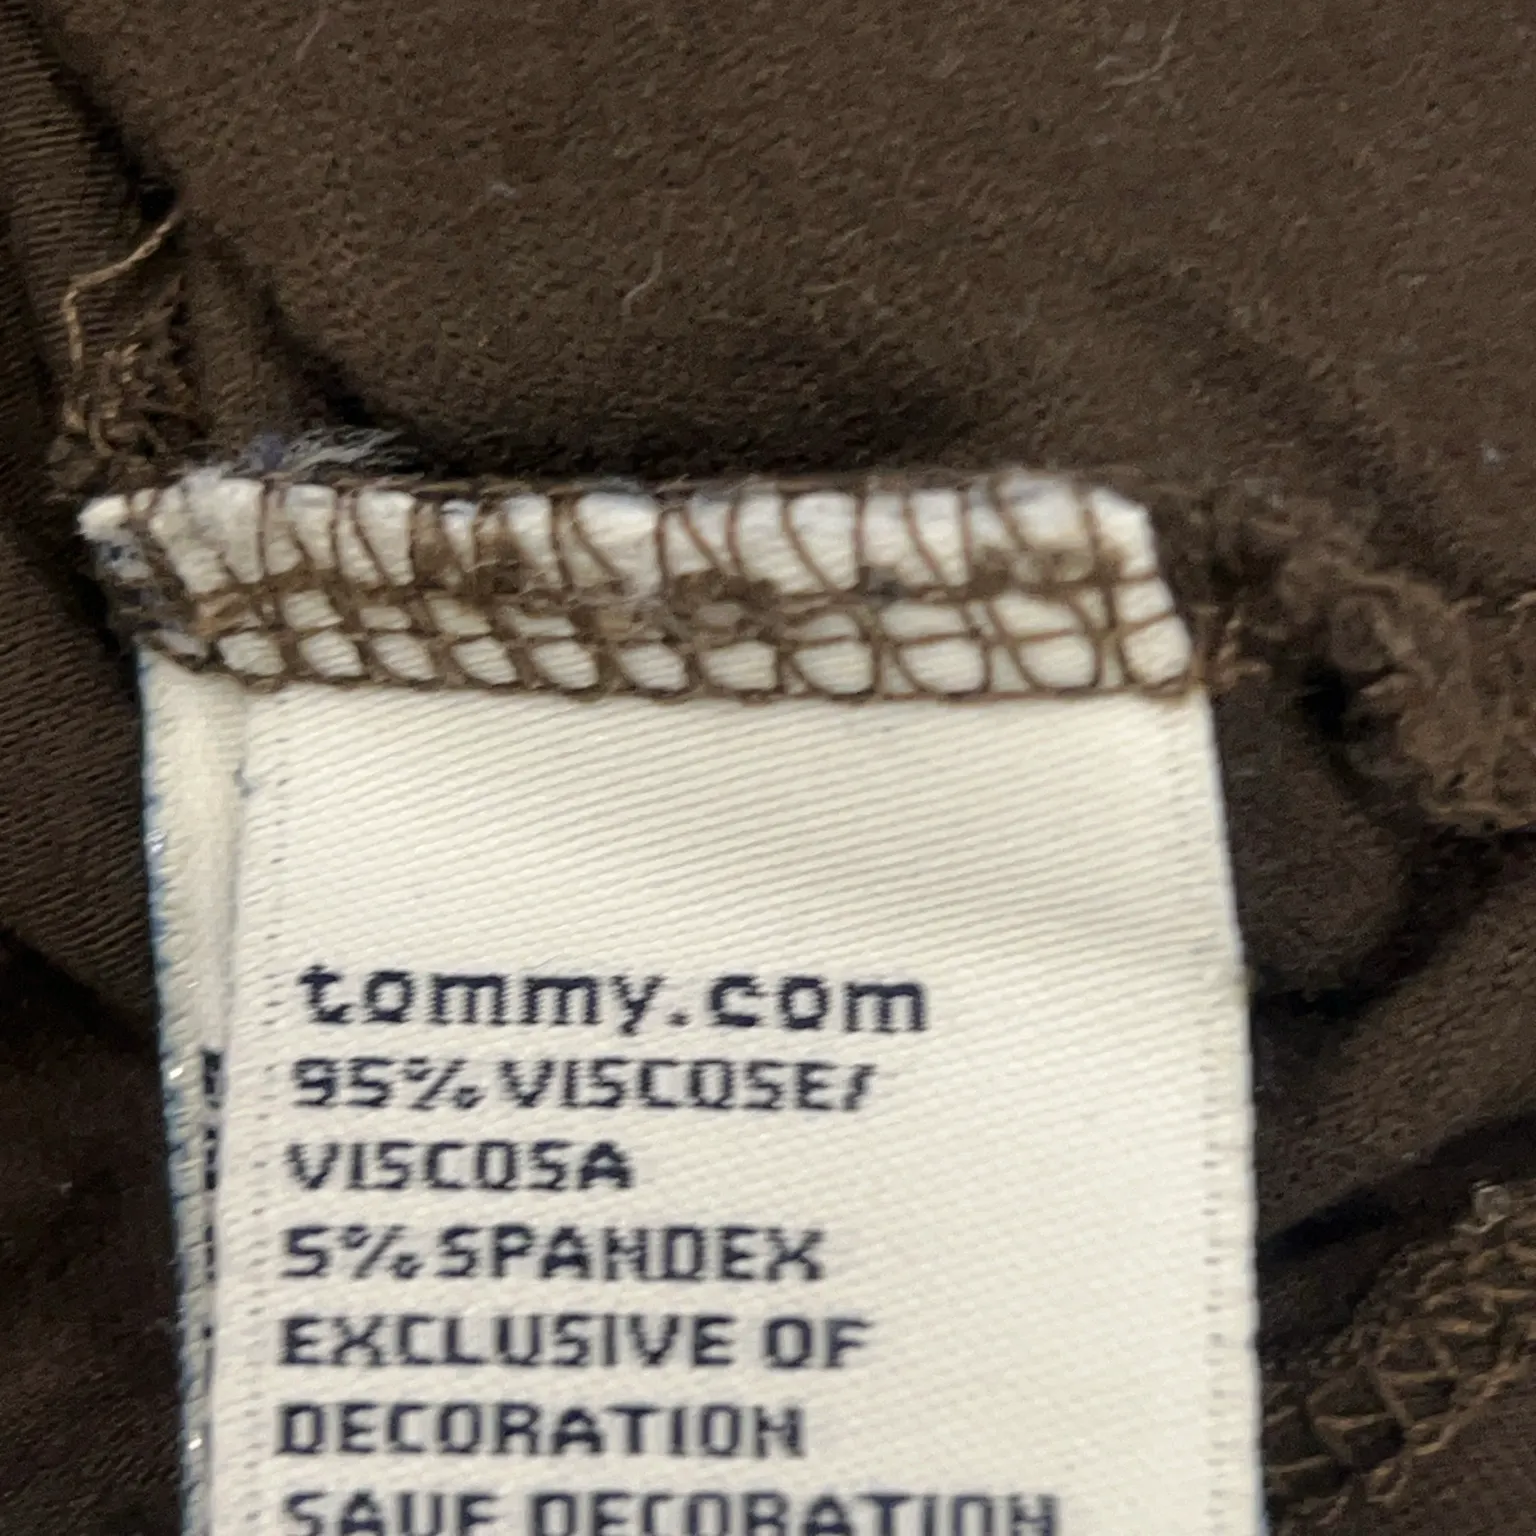 tommy.com
95% VISCOSE/
VISCOSA
5% SPANDEX
EXCLUSIVE OF
DECORATION
SAUF DECORATION